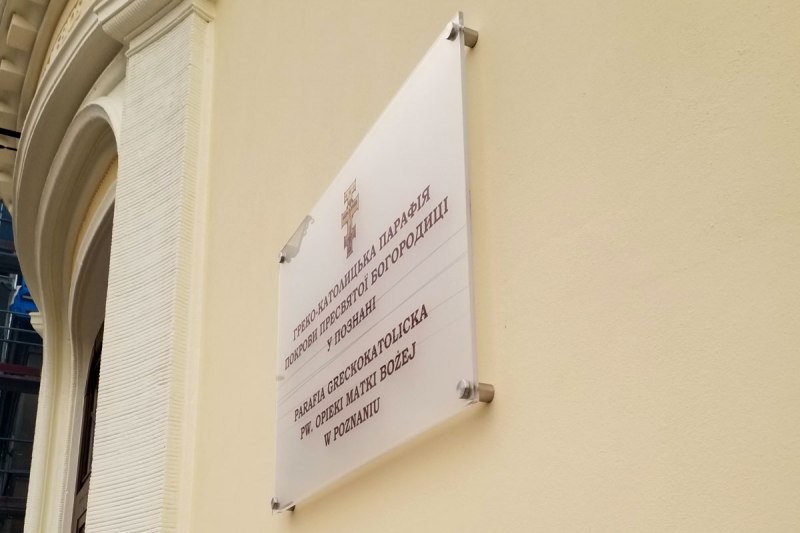 ГРЕКО-КАТОЛИЦЬКА ПАРАФІЯ
ПОКРОВИ ПРЕСВЯТОЇ БОГОРОДИЦІ
У ПОЗНАНІ
PARAFIA GRECKOKATOLICKA
PW. OPIEKI MATKI BOŻEJ
W POZNANIU